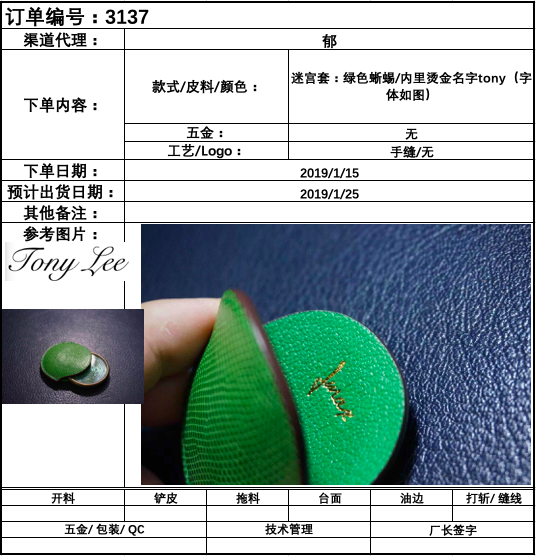 订单编号：3137
渠道代理：
郁
下单内容：
款式/皮料/颜色：
迷宫套：绿色蜥蜴/内里烫金名字tony（字
体如图）
五金：
无
工艺/Logo：
手缝/无
下单日期：
2019/1/15
预计出货日期：
2019/1/25
其他备注：
参考图片：
Tony Lee
Tony
开料
铲皮
拖料
台面
油边
打斩/ 缝线
五金/ 包装/ QC
技术管理
厂长签字